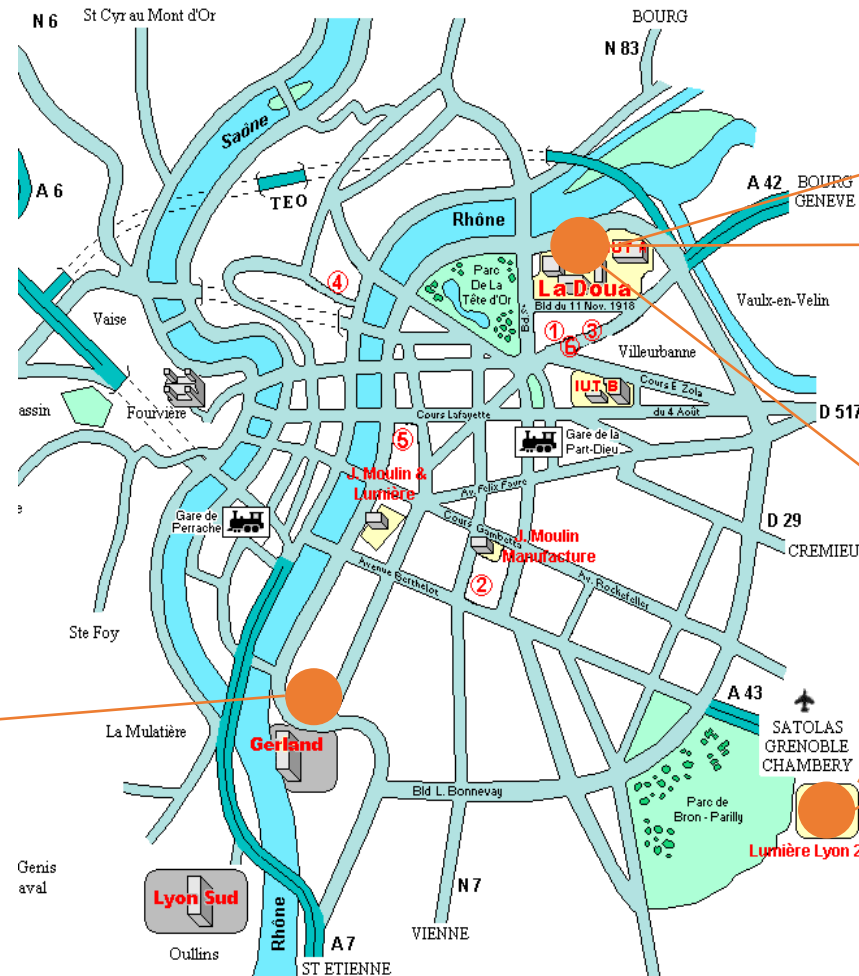 N 6
St Cyr au Mont d'Or
BOURG
N 83
Saône
A 6
TEO
A 42
BOURG
GENEVE
Rhône
Parc
De La
Tête d'Or
La Doua
Bld du 11 Nov. 1918
Vaulx-en-Velin
④
①
③
⑥
Vaise
Villeurbanne
IUT B
Cours E Zola
Fourvière
Cours Lafayette
du 4 Août
D 517
⑤
Gare de la
Part-Dieu
J. Moulin &
Lumière
Av. Felix Faure
Gare de
Perrache
Cours Gambetta
D 29
J. Moulin
Manufacture
CREMIEU
Avenue Berthelot
②
Av. Rockefeller
Ste Foy
A 43
La Mulatière
SATOLAS
GRENOBLE
CHAMBERY
Gerland
Bld L. Bonnevay
Parc de
Bron - Parilly
Lumière Lyon 2
Genis
aval
Lyon Sud
N 7
Rhône
Oullins
VIENNE
A 7
ST ETIENNE